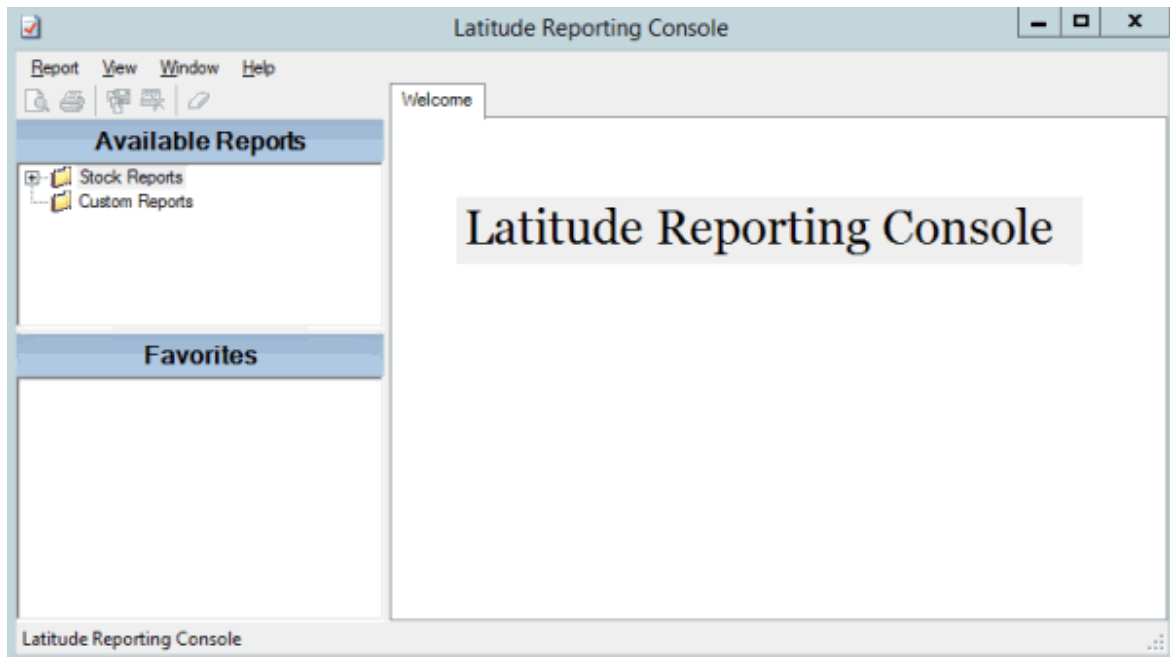 Latitude Reporting Console
Report View Window Help
Welcome
Available Reports
Stock Reports
Custom Reports
Latitude Reporting Console
Favorites
Latitude Reporting Console